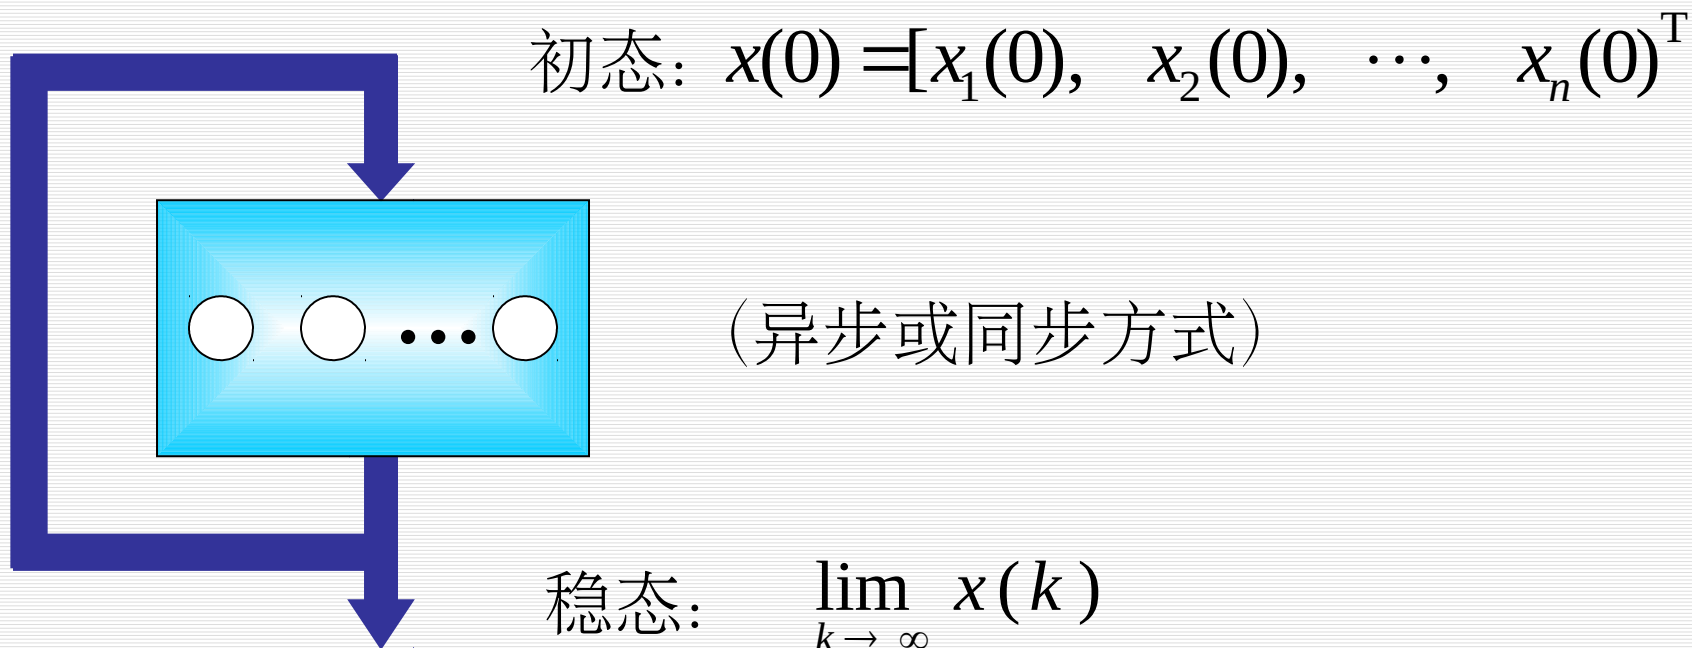 初态: x(0) =[x₁(0), x₂(0), ⋯, xₙ(0)ᵀ
(异步或同步方式)
稳态: lim x(k)
k → ∞